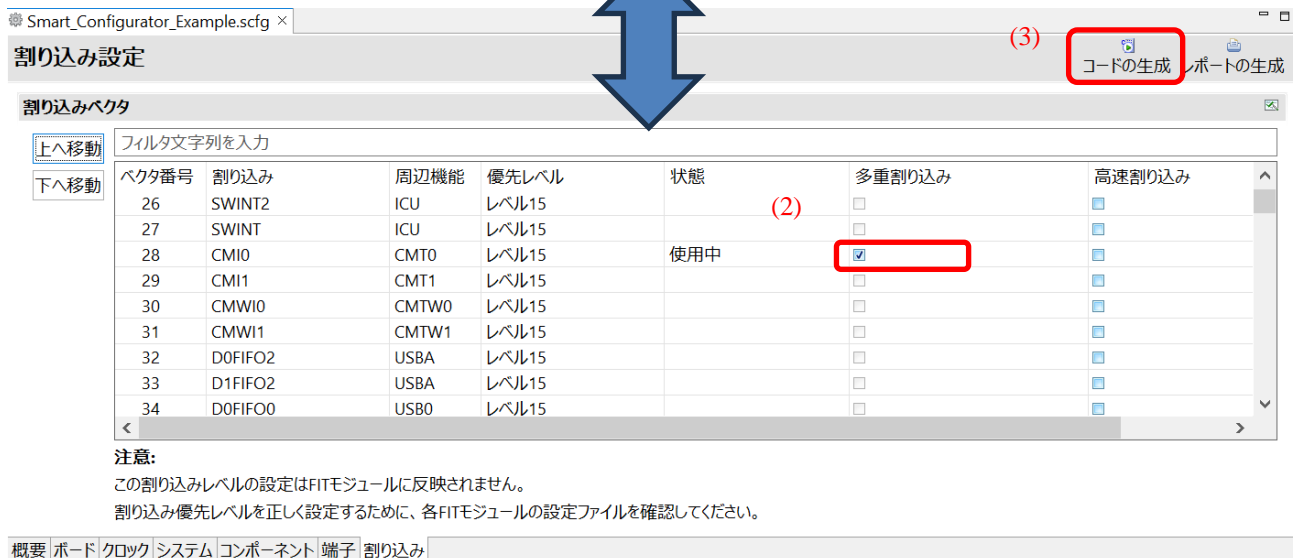 Smart_Configurator_Example.scfg ×
(3)
割り込み設定
コードの生成 レポートの生成
割り込みベクタ
上へ移動 フィルタ文字列を入力
下へ移動
ベクタ番号 割り込み 周辺機能 優先レベル 状態 多重割り込み 高速割り込み
26 SWINT2 ICU レベル15
(2)
27 SWINT ICU レベル15
28 CMI0 CMT0 レベル15 使用中
29 CMI1 CMT1 レベル15
30 CMWI0 CMTW0 レベル15
31 CMWI1 CMTW1 レベル15
32 D0FIFO2 USBA レベル15
33 D1FIFO2 USBA レベル15
34 D0FIFO0 USB0 レベル15
注意:
この割り込みレベルの設定はFITモジュールに反映されません。
割り込み優先レベルを正しく設定するために、各FITモジュールの設定ファイルを確認してください。
概要 ボード クロック システム コンポーネント 端子 割り込み